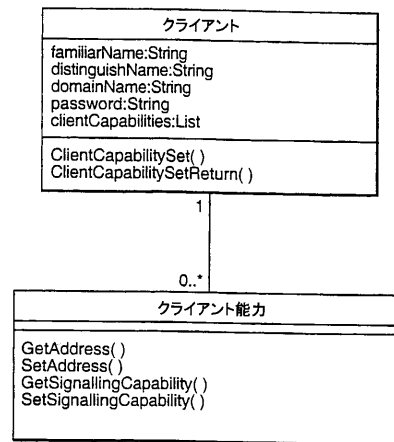 クライアント
familiarName:String
distinguishName:String
domainName:String
password:String
clientCapabilities:List
ClientCapabilitySet( )
ClientCapabilitySetReturn( )
1
0..*
クライアント能力
GetAddress( )
SetAddress( )
GetSignallingCapability( )
SetSignallingCapability( )